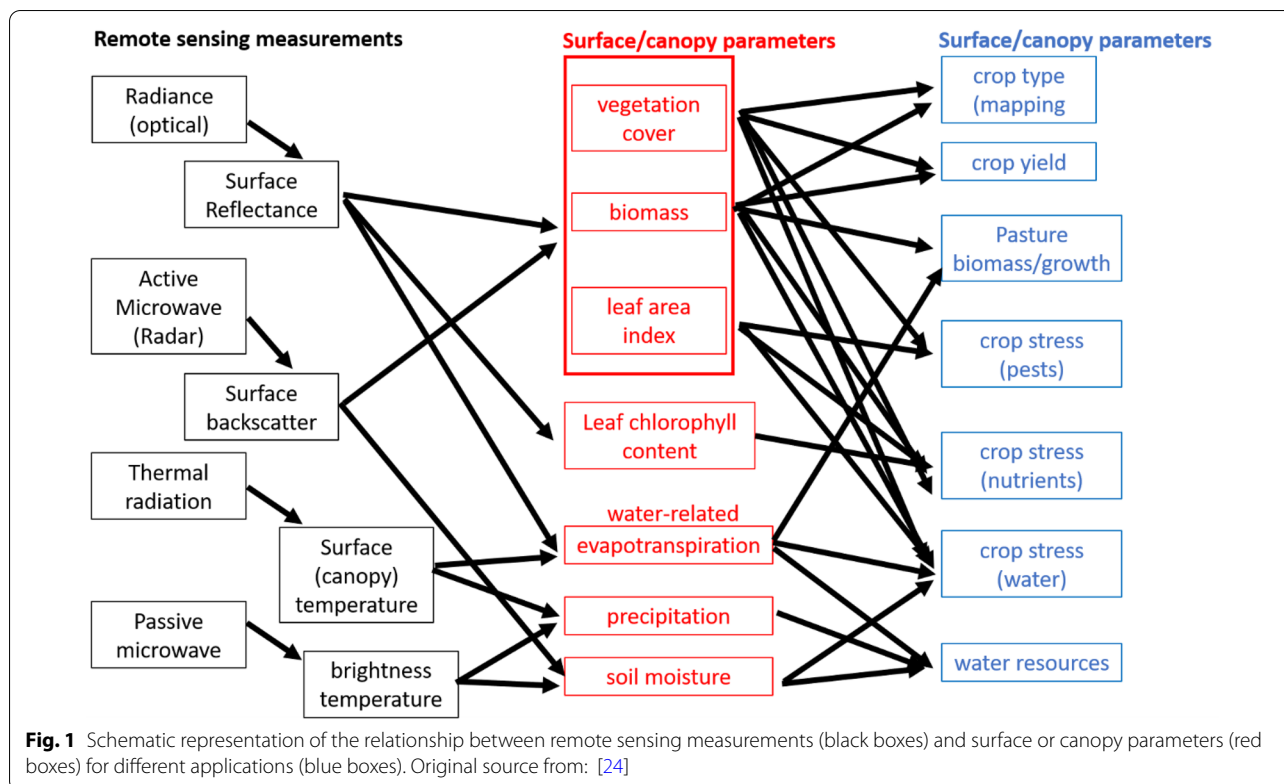 Remote sensing measurements
Radiance
(optical)
Surface
Reflectance
Active
Microwave
(Radar)
Surface
backscatter
Thermal
radiation
Surface
(canopy)
temperature
Passive
microwave
brightness
temperature
Surface/canopy parameters
vegetation
cover
biomass
leaf area
index
Leaf chlorophyll
content
water-related
evapotranspiration
precipitation
soil moisture
Surface/canopy parameters
crop type
(mapping
crop yield
Pasture
biomass/growth
crop stress
(pests)
crop stress
(nutrients)
crop stress
(water)
water resources
Fig. 1 Schematic representation of the relationship between remote sensing measurements (black boxes) and surface or canopy parameters (red
boxes) for different applications (blue boxes). Original source from: [24]